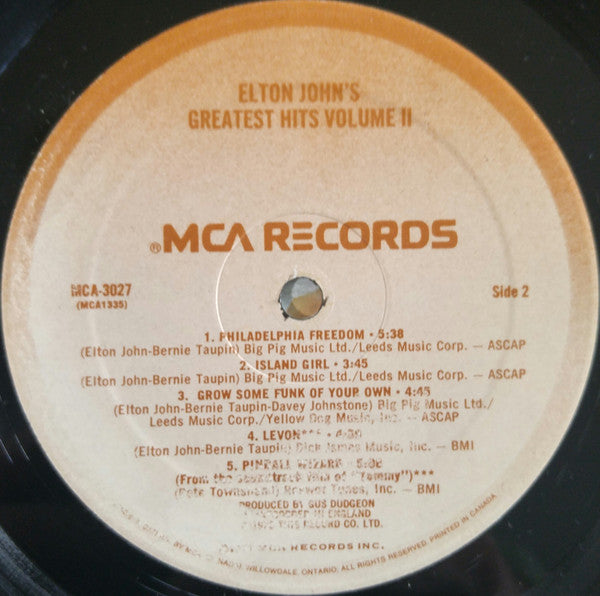 ELTON JOHN'S
GREATEST HITS VOLUME II
®MCA RECORDS
MCA-3027
(MCA1335)
Side 2
1. PHILADELPHIA FREEDOM • 5:38
(Elton John-Bernie Taupin) Big Pig Music Ltd./Leeds Music Corp. — ASCAP
2. ISLAND GIRL • 3:45
(Elton John-Bernie Taupin) Big Pig Music Ltd./Leeds Music Corp. — ASCAP
3. GROW SOME FUNK OF YOUR OWN • 4:45
(Elton John-Bernie Taupin-Davey Johnstone) Big Pig Music Ltd./
Leeds Music Corp./Yellow Dog Music, Inc. — ASCAP
4. LEVON***
(Elton John-Bernie Taupin) Dick James Music, Inc. — BMI
5. PINBALL WIZARD
(From the soundtrack of "Tommy")***
(Pete Townshend) Tunes, Inc. — BMI
PRODUCED BY GUS DUDGEON
IN ENGLAND
RECORD CO. LTD.
MCA RECORDS INC.
BY WILLOWDALE, ONTARIO. ALL RIGHTS RESERVED. PRINTED IN CANADA